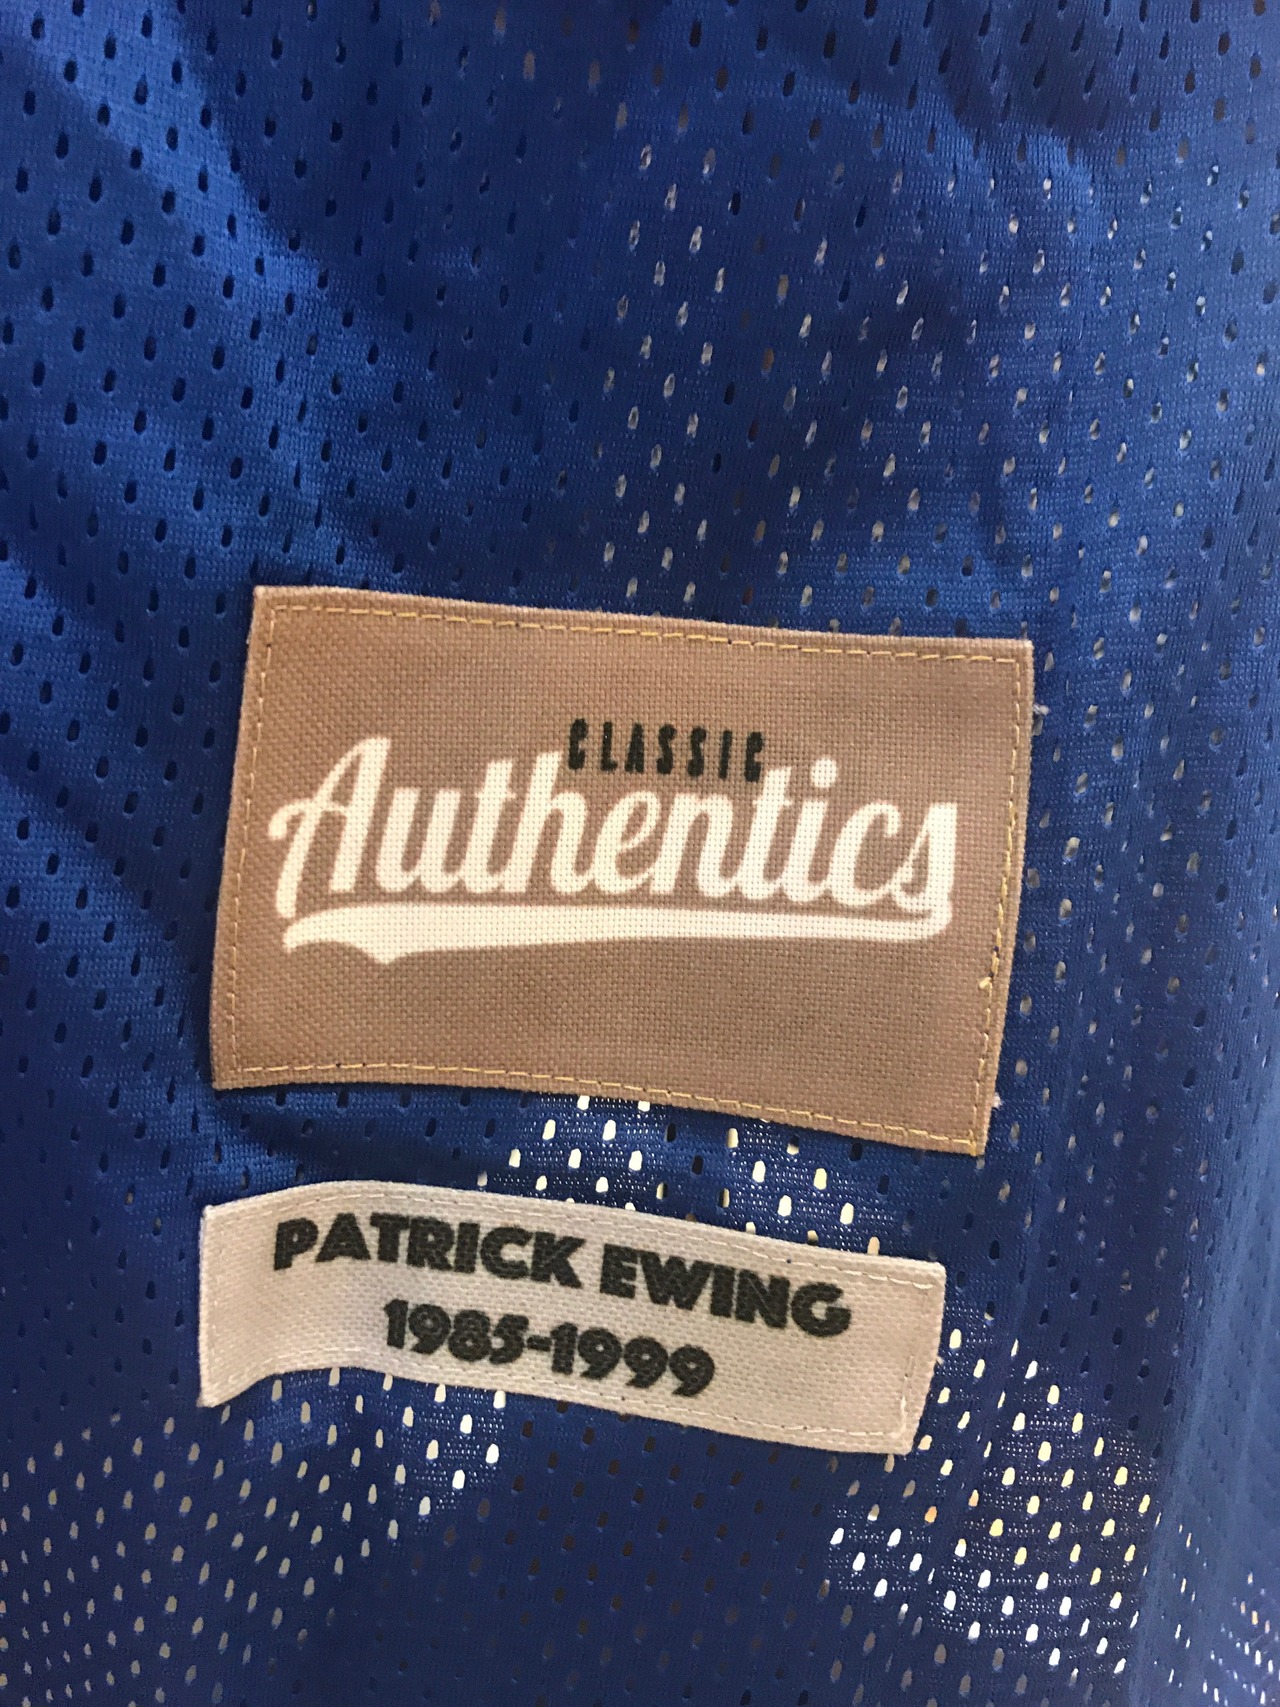 CLASSIC
Authentics
PATRICK EWING
1985-1999